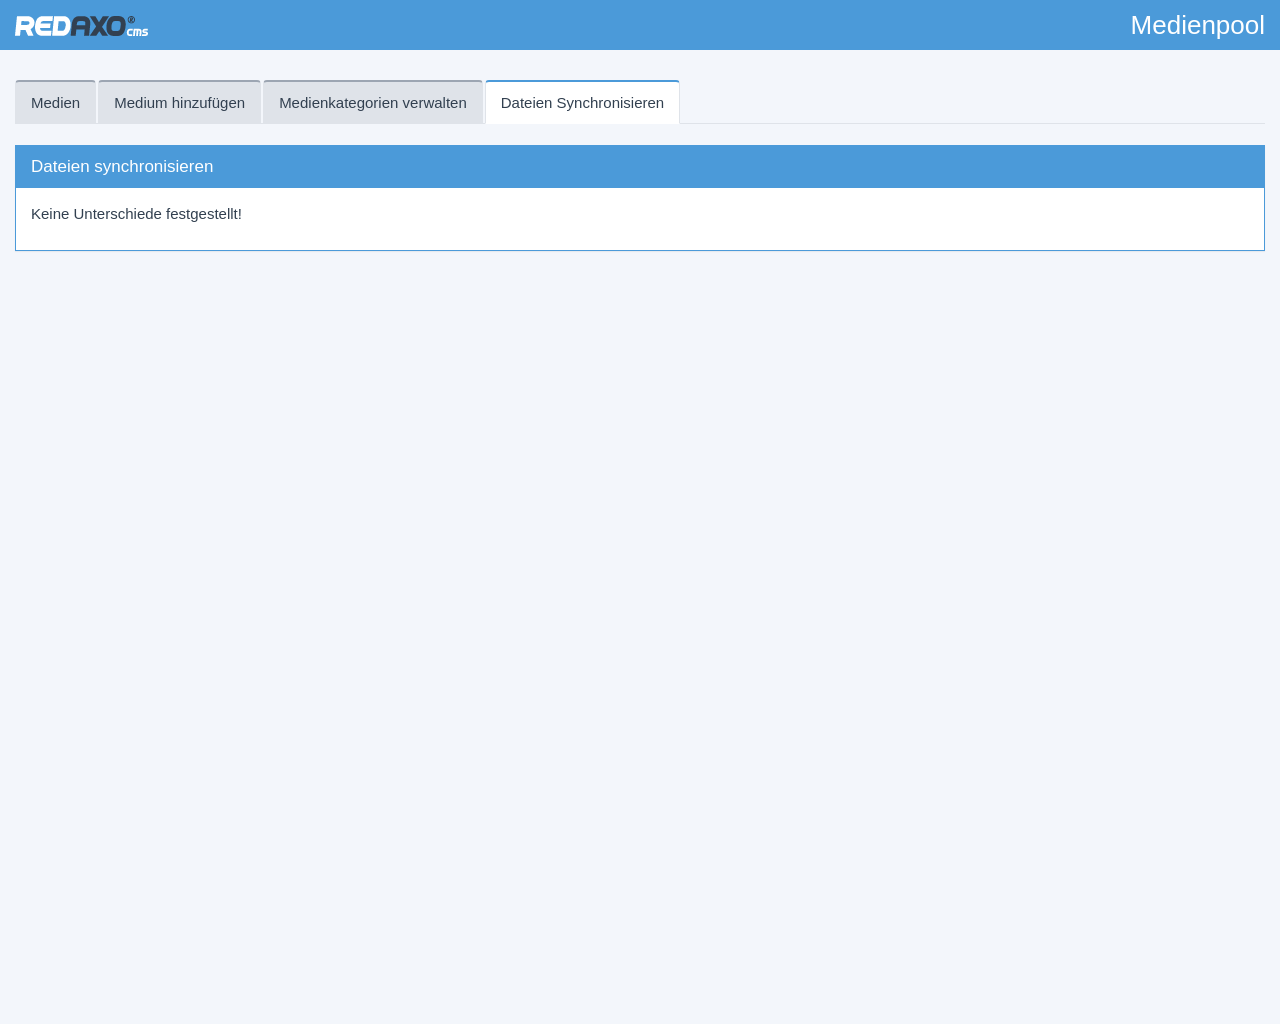 REDAXO® cms
Medienpool
Medien
Medium hinzufügen
Medienkategorien verwalten
Dateien Synchronisieren
Dateien synchronisieren
Keine Unterschiede festgestellt!